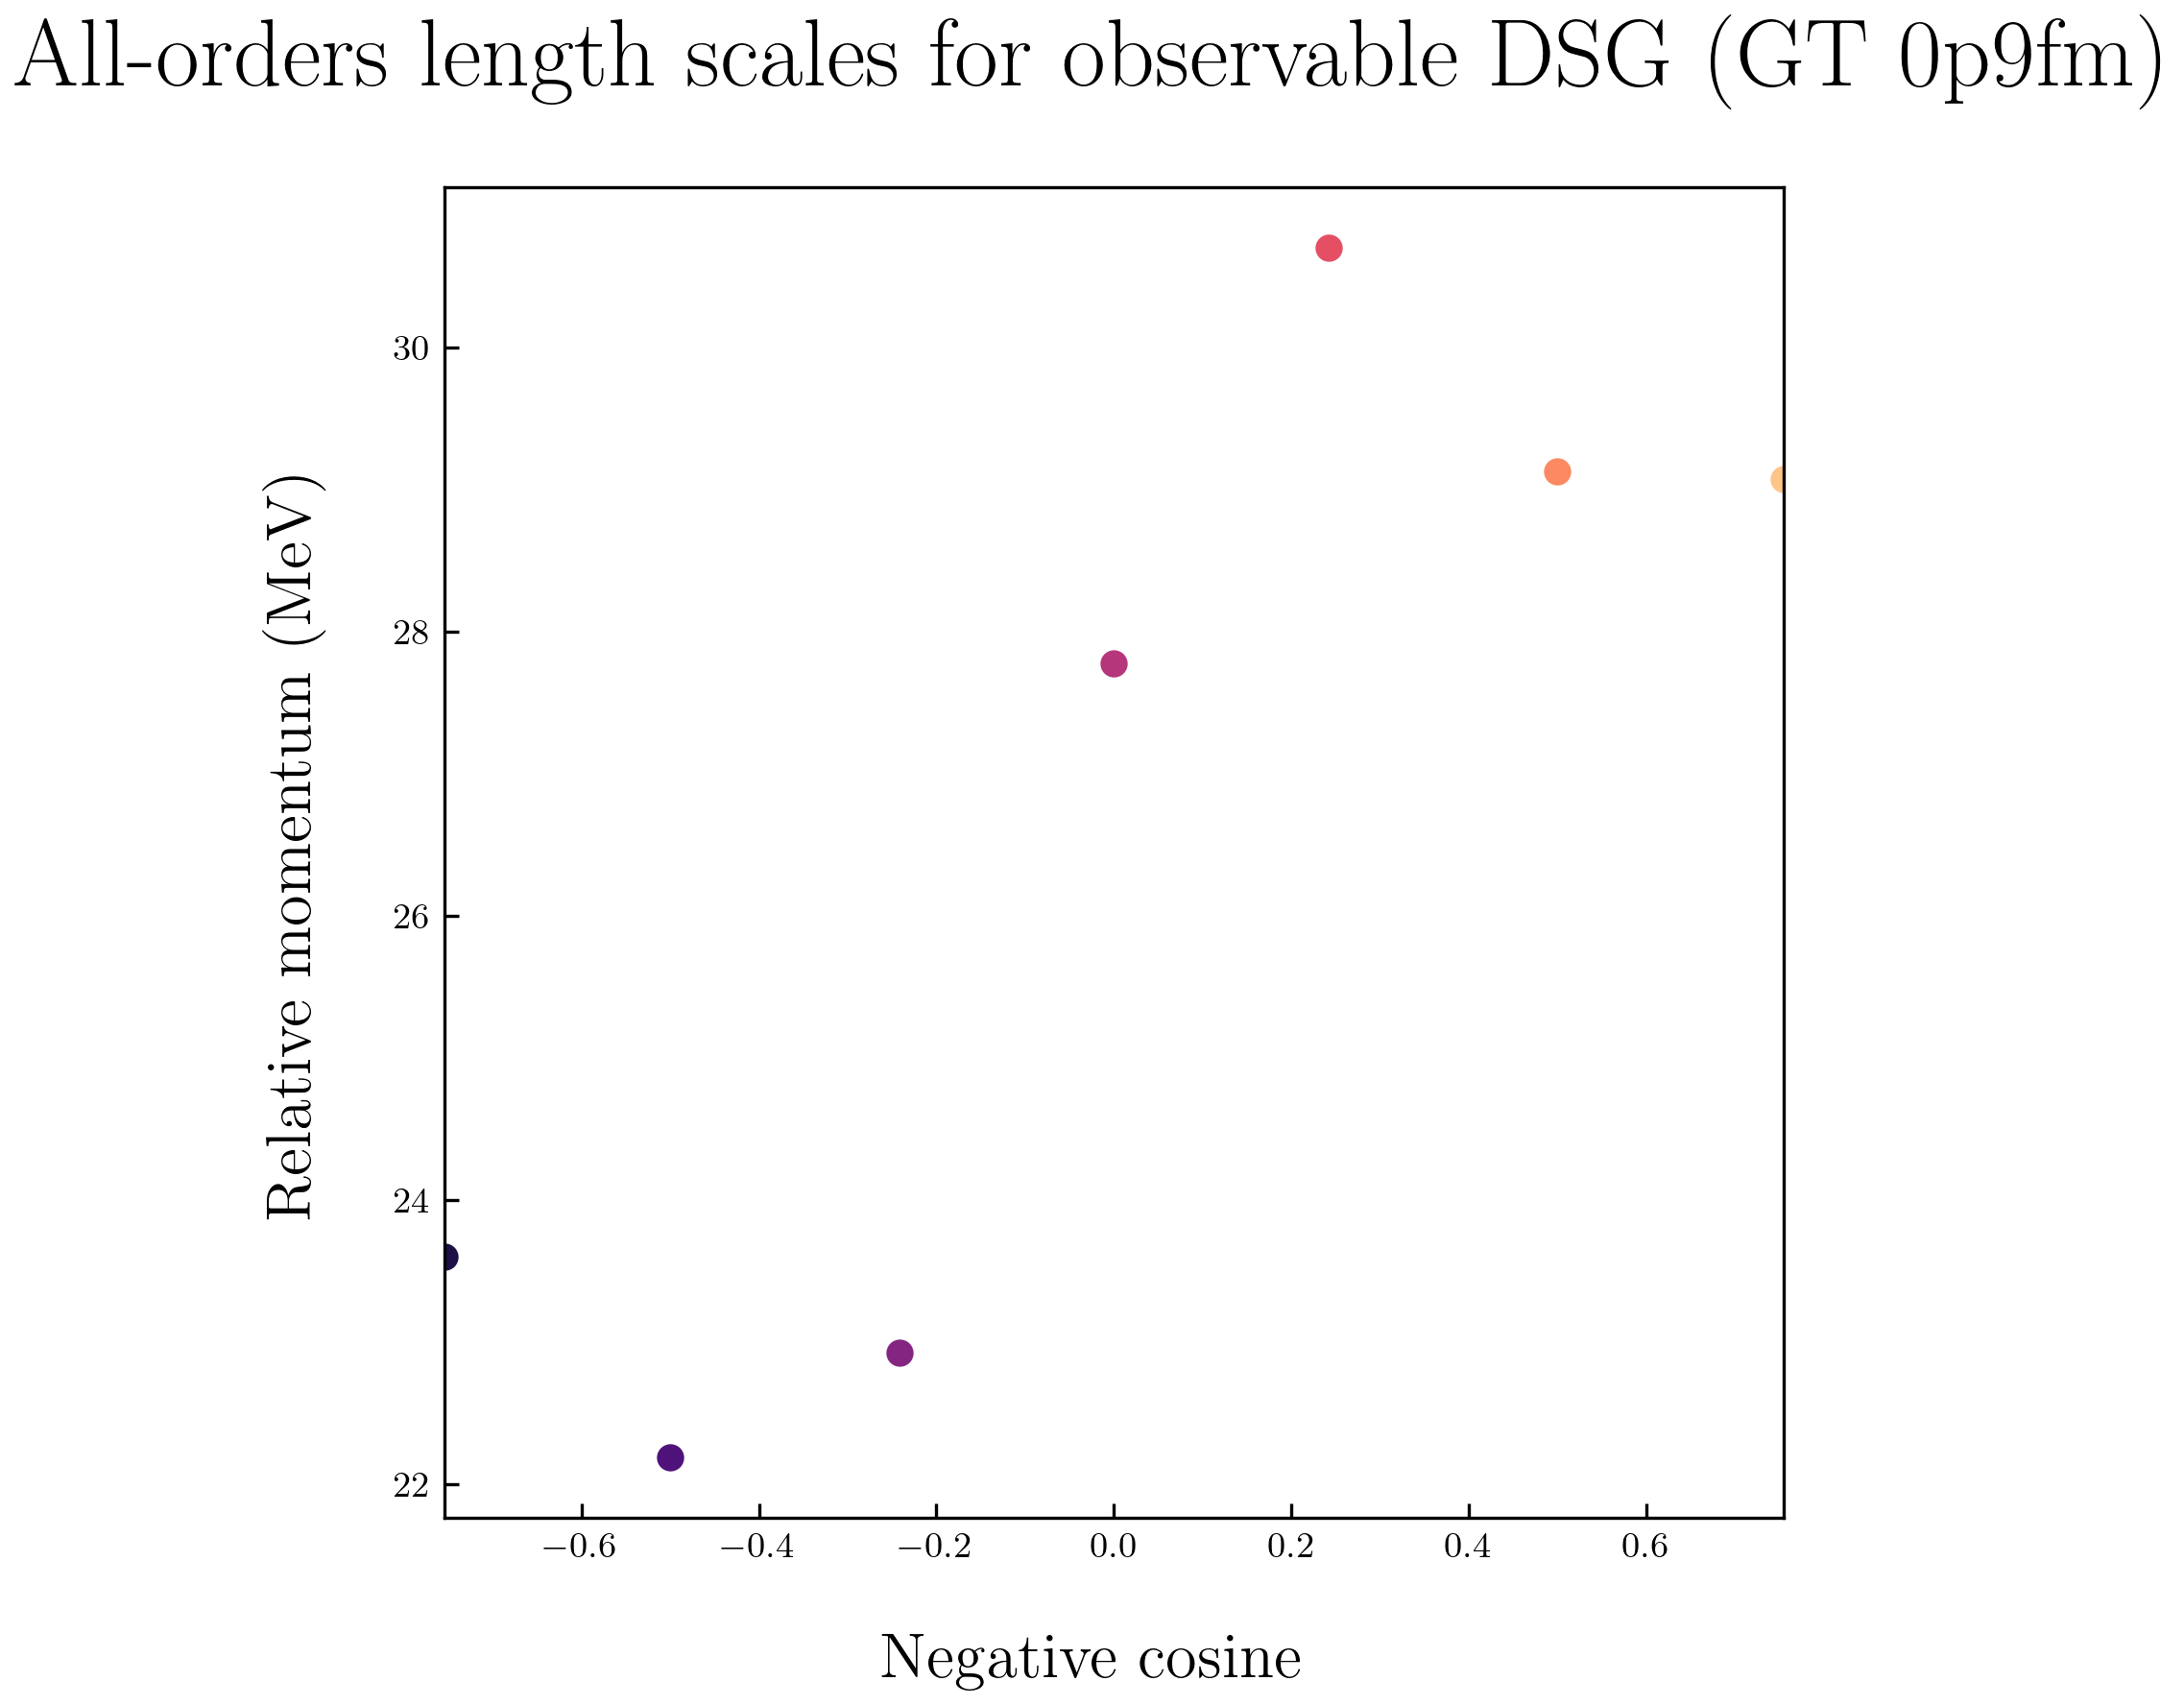 All-orders length scales for observable DSG (GT 0p9fm)
Relative momentum (MeV)
30
28
26
24
22
−0.6 −0.4 −0.2 0.0 0.2 0.4 0.6
Negative cosine